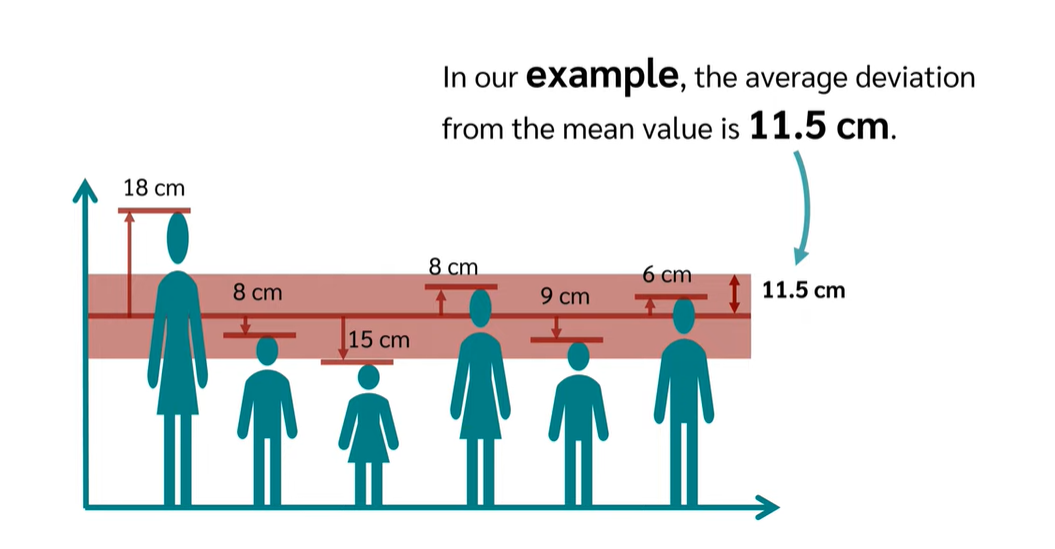 In our example, the average deviation
from the mean value is 11.5 cm.
18 cm
8 cm
15 cm
8 cm
9 cm
6 cm
11.5 cm